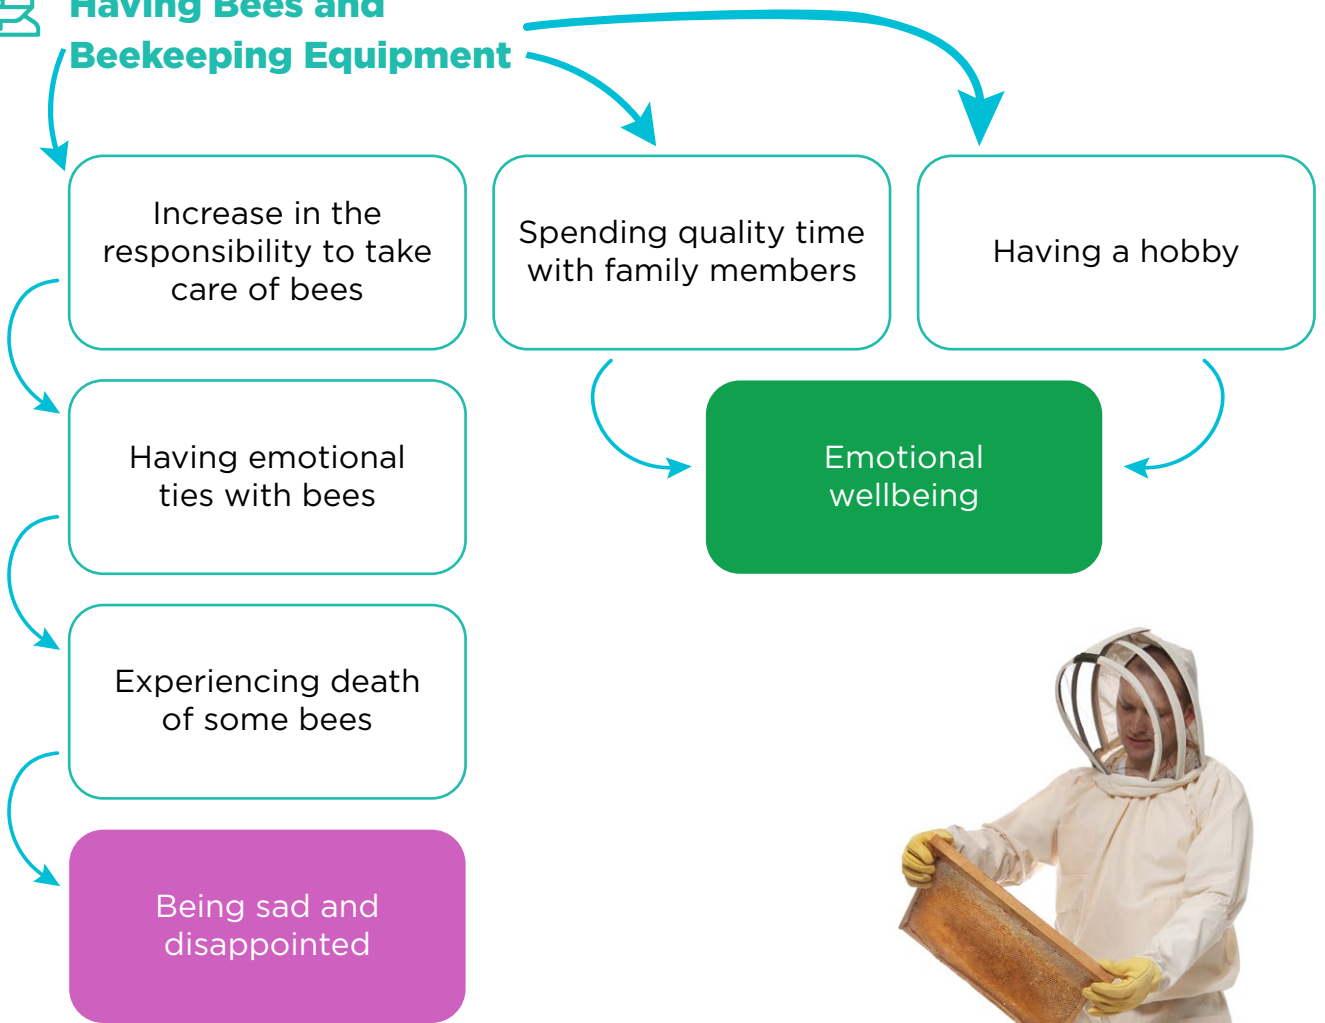 Having Bees and
Beekeeping Equipment
Increase in the
responsibility to take
care of bees
Spending quality time
with family members
Having a hobby
Having emotional
ties with bees
Emotional
wellbeing
Experiencing death
of some bees
Being sad and
disappointed